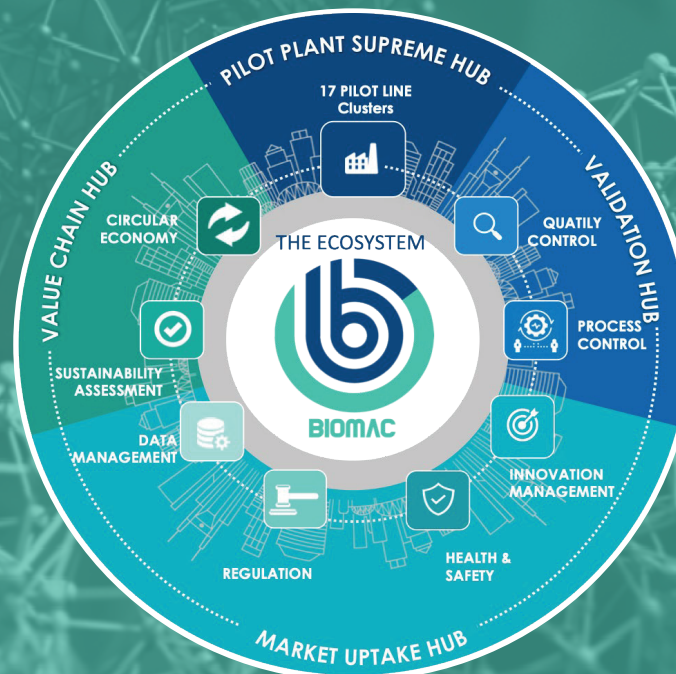 PILOT PLANT SUPREME HUB
17 PILOT LINE
Clusters
VALUE CHAIN HUB
VALIDATION HUB
CIRCULAR
ECONOMY
QUATILY
CONTROL
THE ECOSYSTEM
BIOMAC
PROCESS
CONTROL
SUSTAINABILITY
ASSESSMENT
DATA
MANAGEMENT
INNOVATION
MANAGEMENT
REGULATION
HEALTH &
SAFETY
MARKET UPTAKE HUB